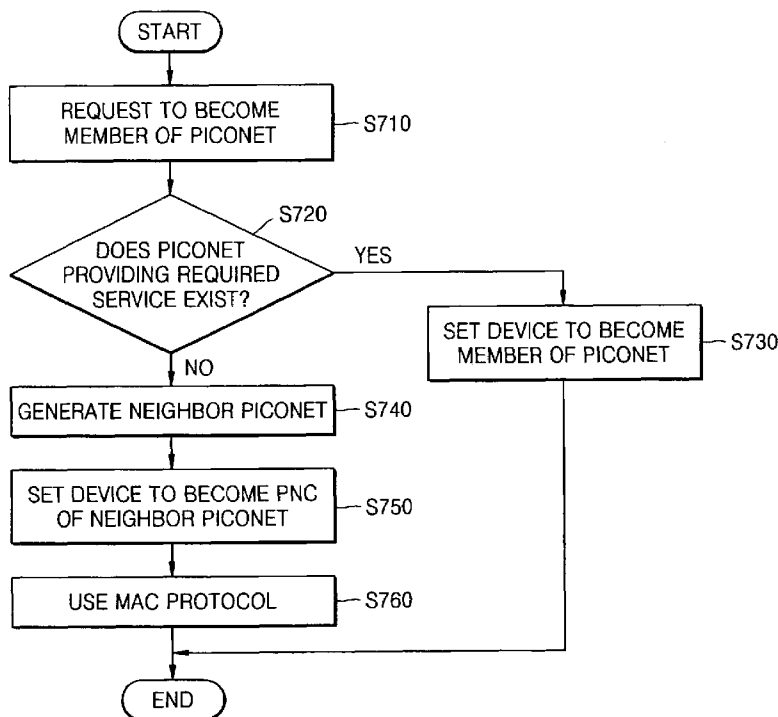 START
REQUEST TO BECOME
MEMBER OF PICONET
S710
S720
DOES PICONET
PROVIDING REQUIRED
SERVICE EXIST?
YES
SET DEVICE TO BECOME
MEMBER OF PICONET
S730
NO
GENERATE NEIGHBOR PICONET
S740
SET DEVICE TO BECOME PNC
OF NEIGHBOR PICONET
S750
USE MAC PROTOCOL
S760
END